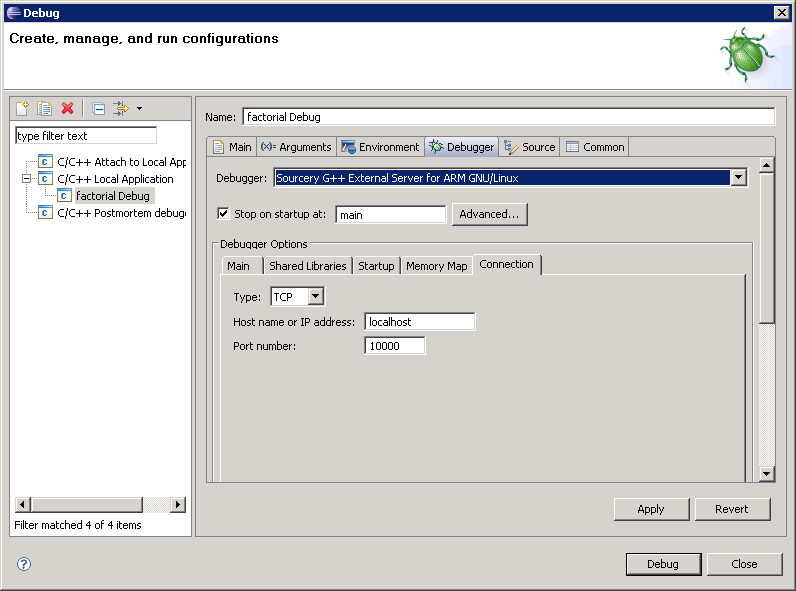 Debug
Create, manage, and run configurations
type filter text
C/C++ Attach to Local App
C/C++ Local Application
factorial Debug
C/C++ Postmortem debug
Filter matched 4 of 4 items
Name: factorial Debug
Main (x)= Arguments Environment Debugger Source Common
Debugger: Sourcery G++ External Server for ARM GNU/Linux
Stop on startup at: main Advanced...
Debugger Options
Main Shared Libraries Startup Memory Map Connection
Type: TCP
Host name or IP address: localhost
Port number: 10000
Apply Revert
Debug Close